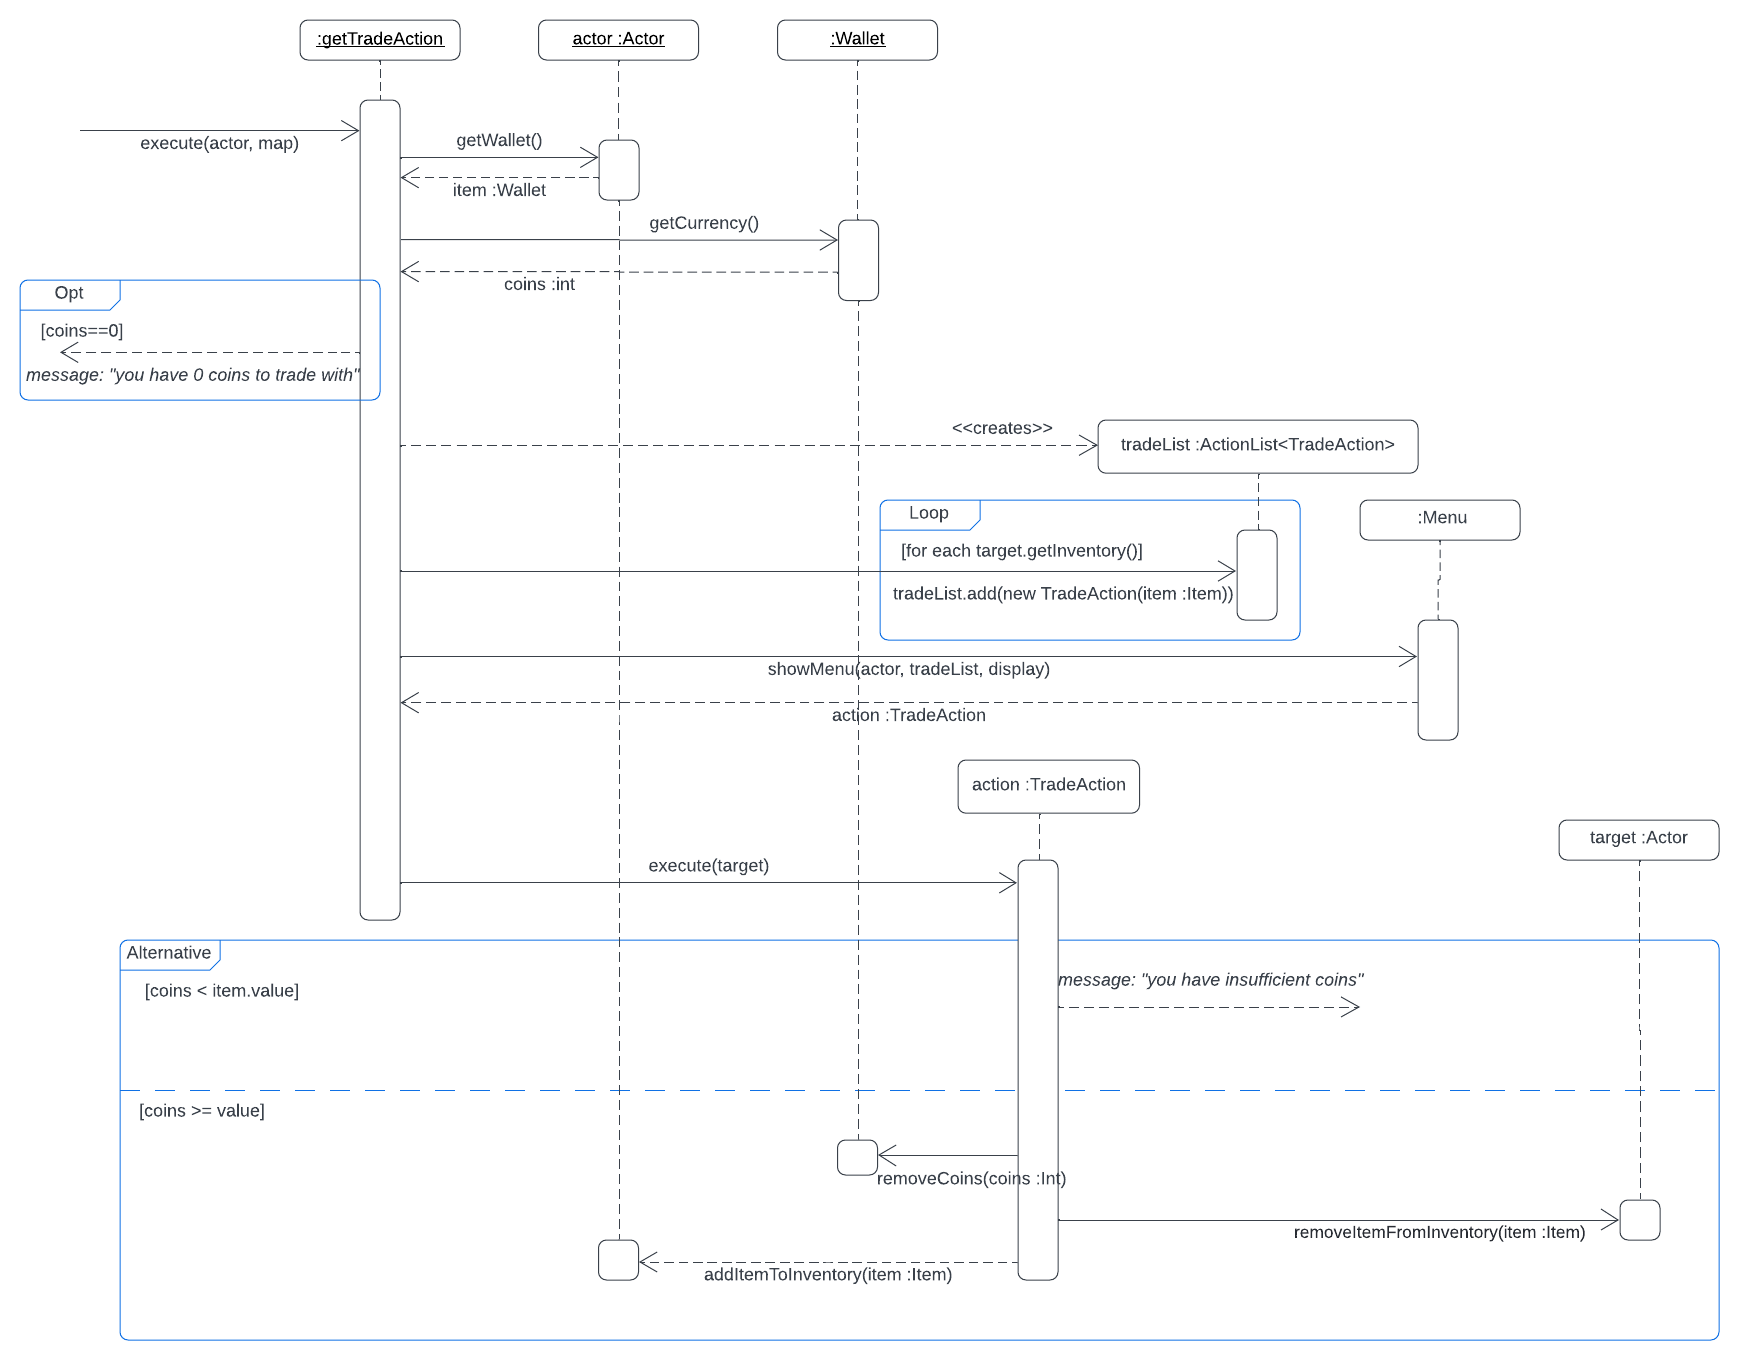 :getTradeAction
actor :Actor
:Wallet
execute(actor, map)
getWallet()
item :Wallet
getCurrency()
coins :int
Opt
[coins==0]
message: "you have 0 coins to trade with"
<<creates>>
tradeList :ActionList<TradeAction>
Loop
:Menu
[for each target.getInventory()]
tradeList.add(new TradeAction(item :Item))
showMenu(actor, tradeList, display)
action :TradeAction
action :TradeAction
target :Actor
execute(target)
Alternative
[coins < item.value]
message: "you have insufficient coins"
[coins >= value]
removeCoins(coins :Int)
removeItemFromInventory(item :Item)
addItemToInventory(item :Item)